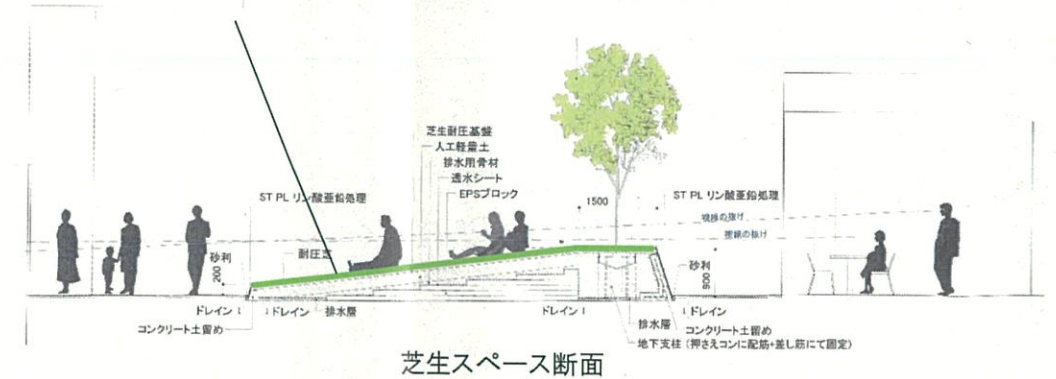 芝生耐圧基盤
人工軽量土
排水用骨材
透水シート
EPSブロック
ST PL リン酸亜鉛処理
1500
ST PL リン酸亜鉛処理
視線の抜け
視線の抜け
砂利
200
耐圧芝
砂利
900
ドレイン
ドレイン
排水層
ドレイン
排水層
ドレイン
コンクリート土留め
コンクリート土留め
地下支柱 (押さえコンに配筋+差し筋にて固定)
芝生スペース断面